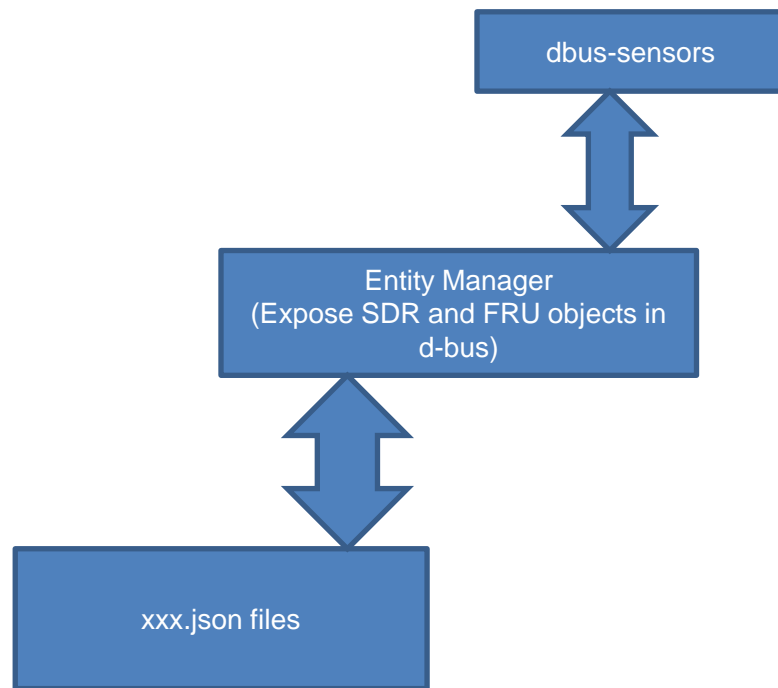 dbus-sensors
Entity Manager
(Expose SDR and FRU objects in
d-bus)
xxx.json files